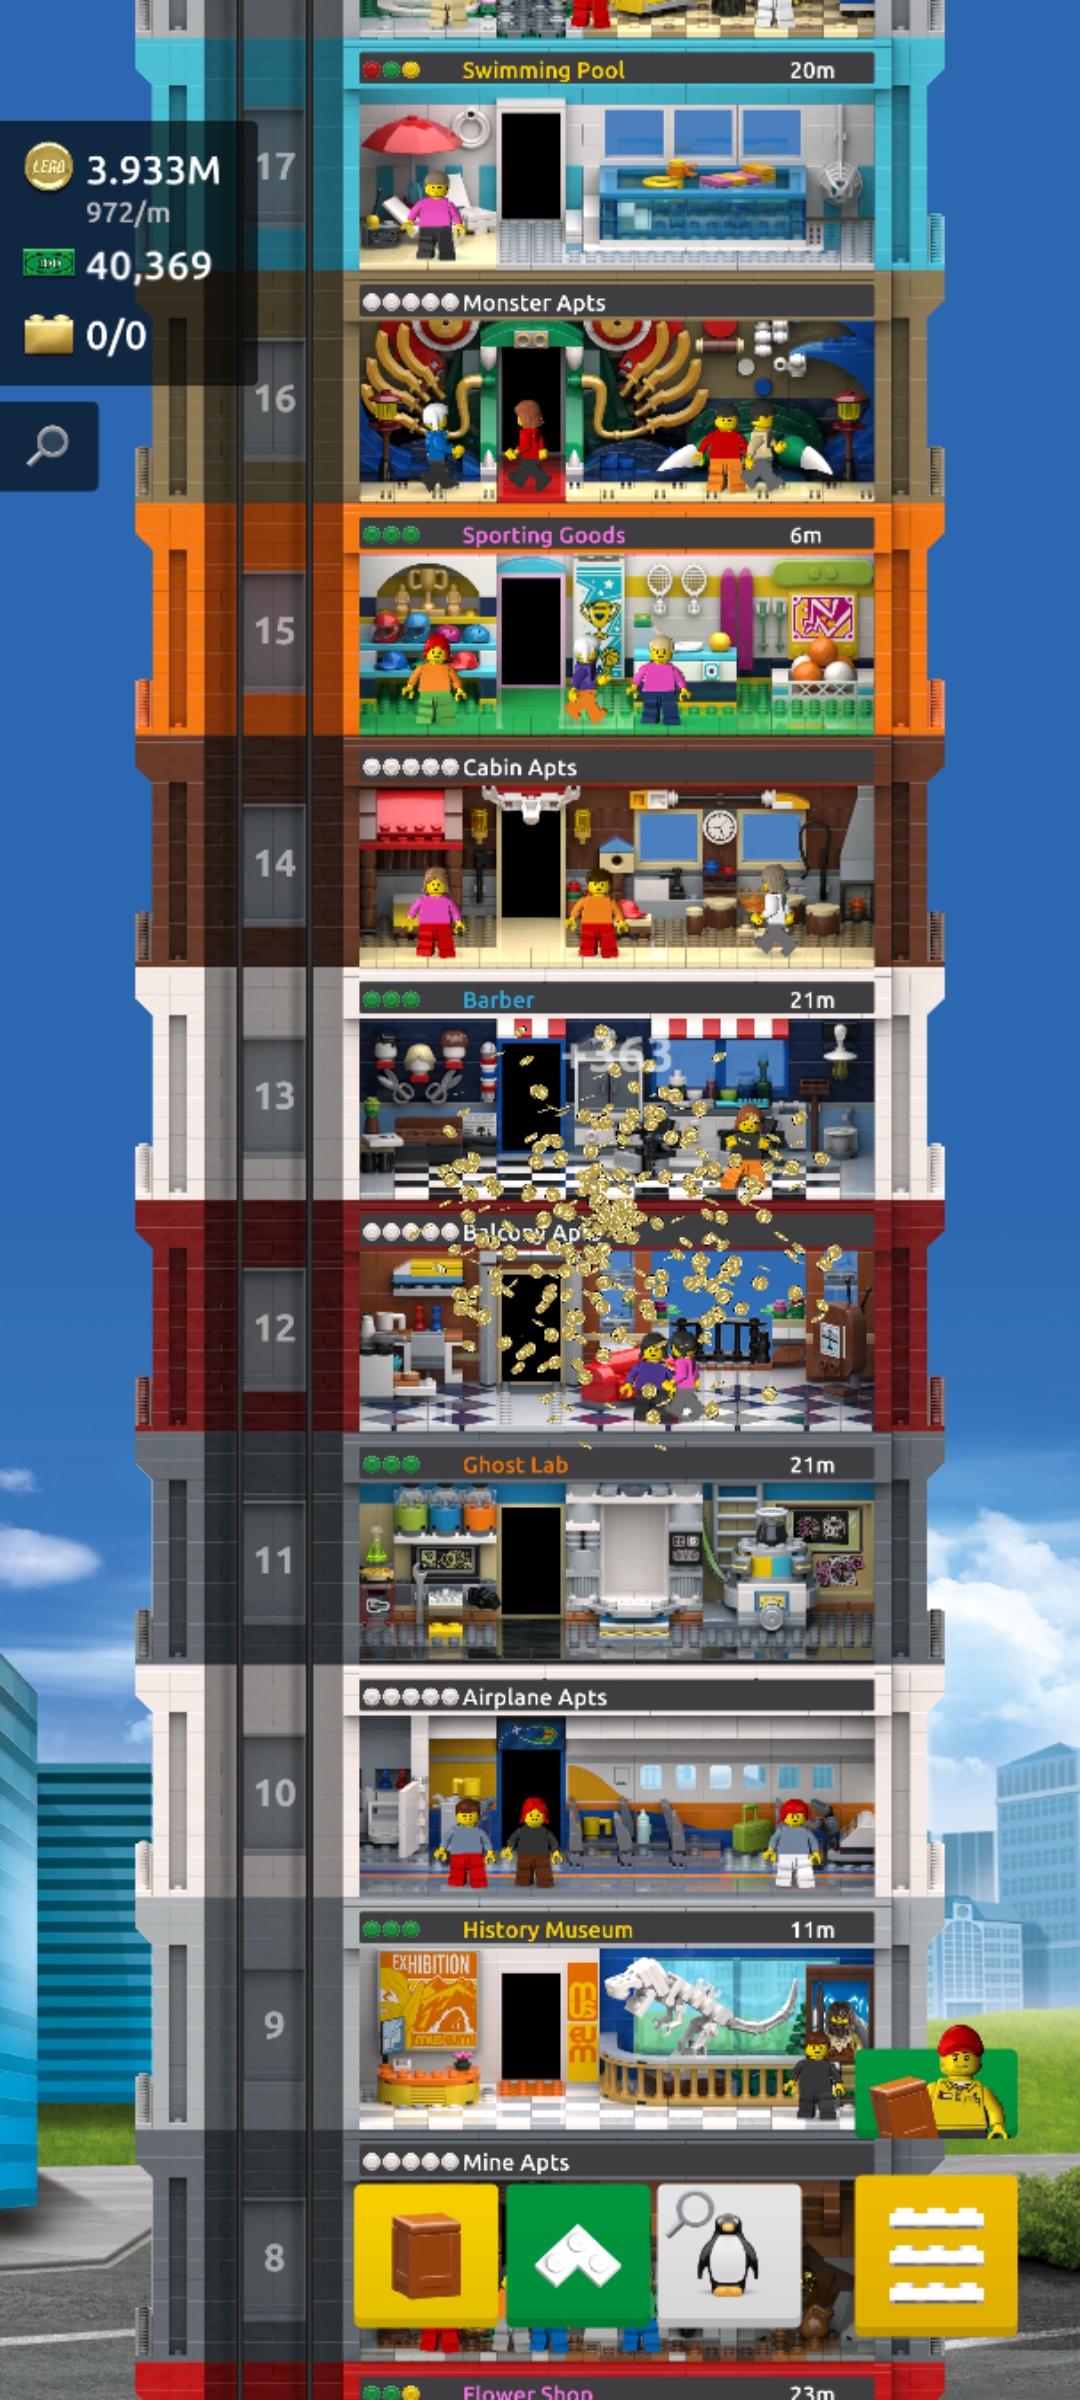 Swimming Pool 20m
LEGO 3.933M
17
972/m
40,369
Monster Apts
0/0
16
Sporting Goods 6m
15
Cabin Apts
14
Barber 21m
+363
13
Balcony Apts
12
Ghost Lab 21m
11
Airplane Apts
10
History Museum 11m
EXHIBITION
MUSEUM
MUSEUM
9
Mine Apts
8
Flower Shop 23m